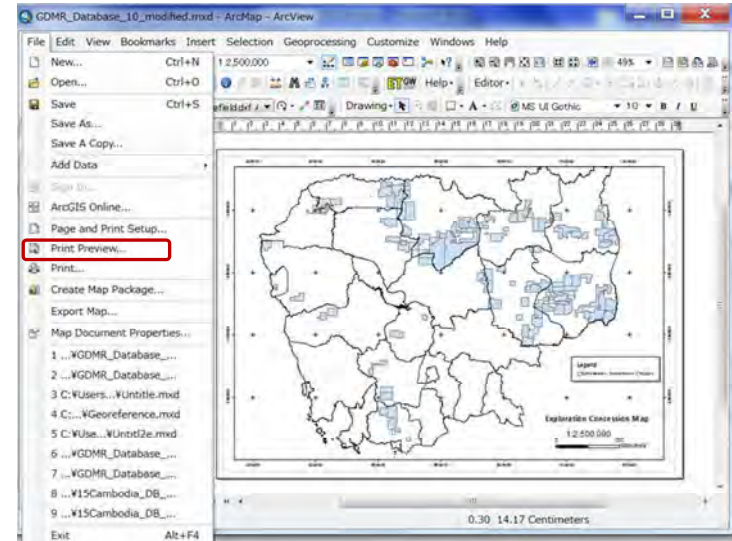 GDMR_Database_10_modified.mxd - ArcMap - ArcView
File Edit View Bookmarks Insert Selection Geoprocessing Customize Windows Help
New... Ctrl+N
1:2,500,000
49%
Open... Ctrl+O
ETGW Help Editor
Save Ctrl+S
Drawing A MS UI Gothic 10 B I U
Save As...
Save A Copy...
Add Data
Sign In...
ArcGIS Online...
Page and Print Setup...
Print Preview...
Print...
Create Map Package...
Export Map...
Map Document Properties...
1 ...¥GDMR_Database_...
2 ...¥GDMR_Database_...
3 C:¥Users...¥Untitle.mxd
4 C:...¥Georeference.mxd
5 C:¥Use...¥Untitl2e.mxd
6 ...¥GDMR_Database_...
7 ...¥GDMR_Database_...
8 ...¥15Cambodia_DB_...
9 ...¥15Cambodia_DB_...
Exit Alt+F4
Legend
Exploration Concession Map
1:2,500,000
0.30 14.17 Centimeters